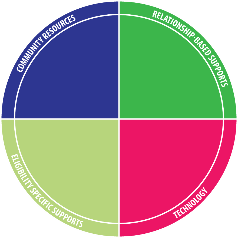 COMMUNITY RESOURCES
RELATIONSHIP BASED SUPPORTS
ELIGIBILITY SPECIFIC SUPPORTS
TECHNOLOGY